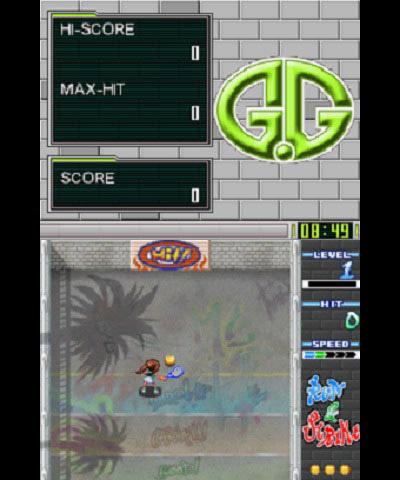 HI-SCORE
0
MAX-HIT
0
G.G
SCORE
0
08:49
LEVEL
1
HIT
0
SPEED